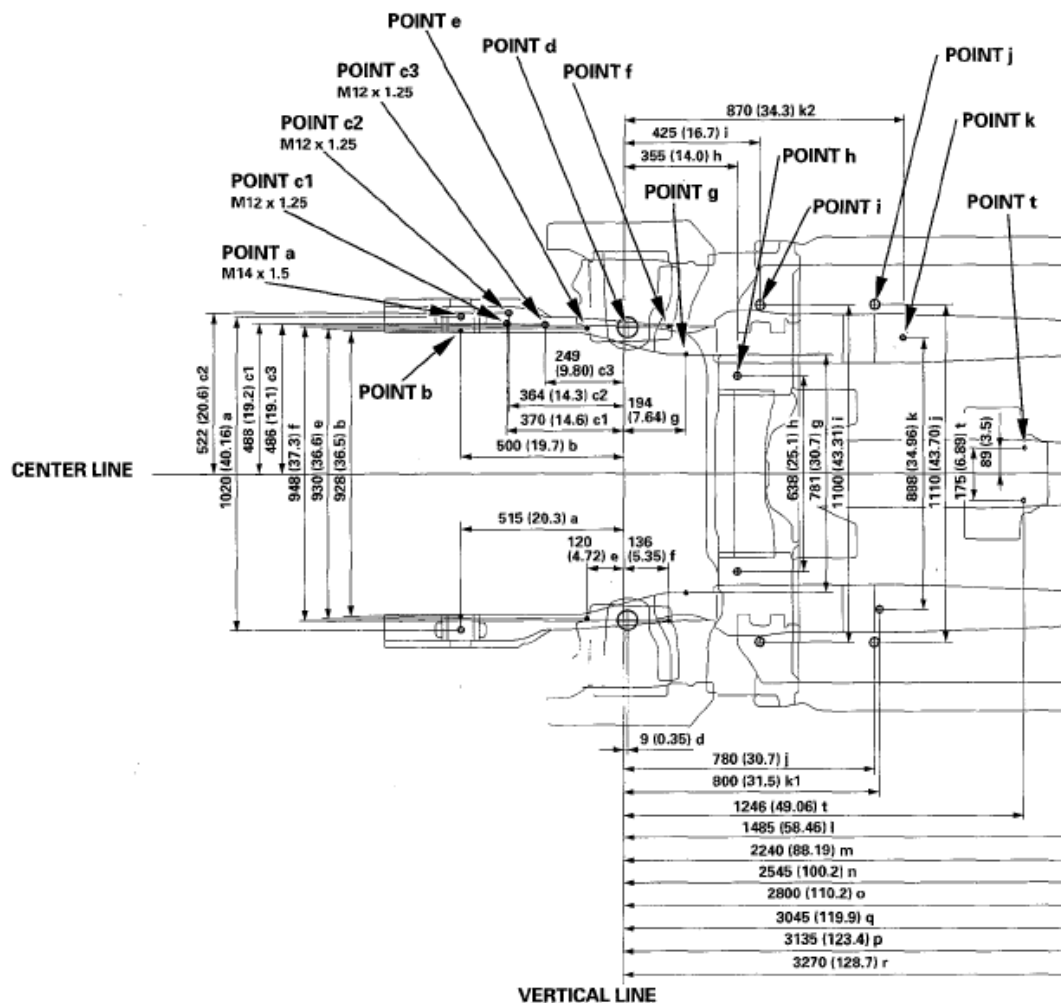 POINT e
POINT d
POINT f
POINT j
POINT c3
M12 x 1.25
870 (34.3) k2
POINT k
POINT c2
M12 x 1.25
425 (16.7) i
355 (14.0) h
POINT h
POINT c1
M12 x 1.25
POINT g
POINT i
POINT t
POINT a
M14 x 1.5
POINT b
249
(9.80) c3
364 (14.3) c2
194
(7.64) g
370 (14.6) c1
500 (19.7) b
522 (20.6) c2
1020 (40.16) a
488 (19.2) c1
486 (19.1) c3
948 (37.3) f
930 (36.6) e
928 (36.5) b
638 (25.1) h
781 (30.7) g
1100 (43.31) i
888 (34.96) k
1110 (43.70) j
175 (6.89) t
89 (3.5)
CENTER LINE
515 (20.3) a
120
(4.72) e
136
(5.35) f
9 (0.35) d
780 (30.7) j
800 (31.5) k1
1246 (49.06) t
1485 (58.46) l
2240 (88.19) m
2545 (100.2) n
2800 (110.2) o
3045 (119.9) q
3135 (123.4) p
3270 (128.7) r
VERTICAL LINE